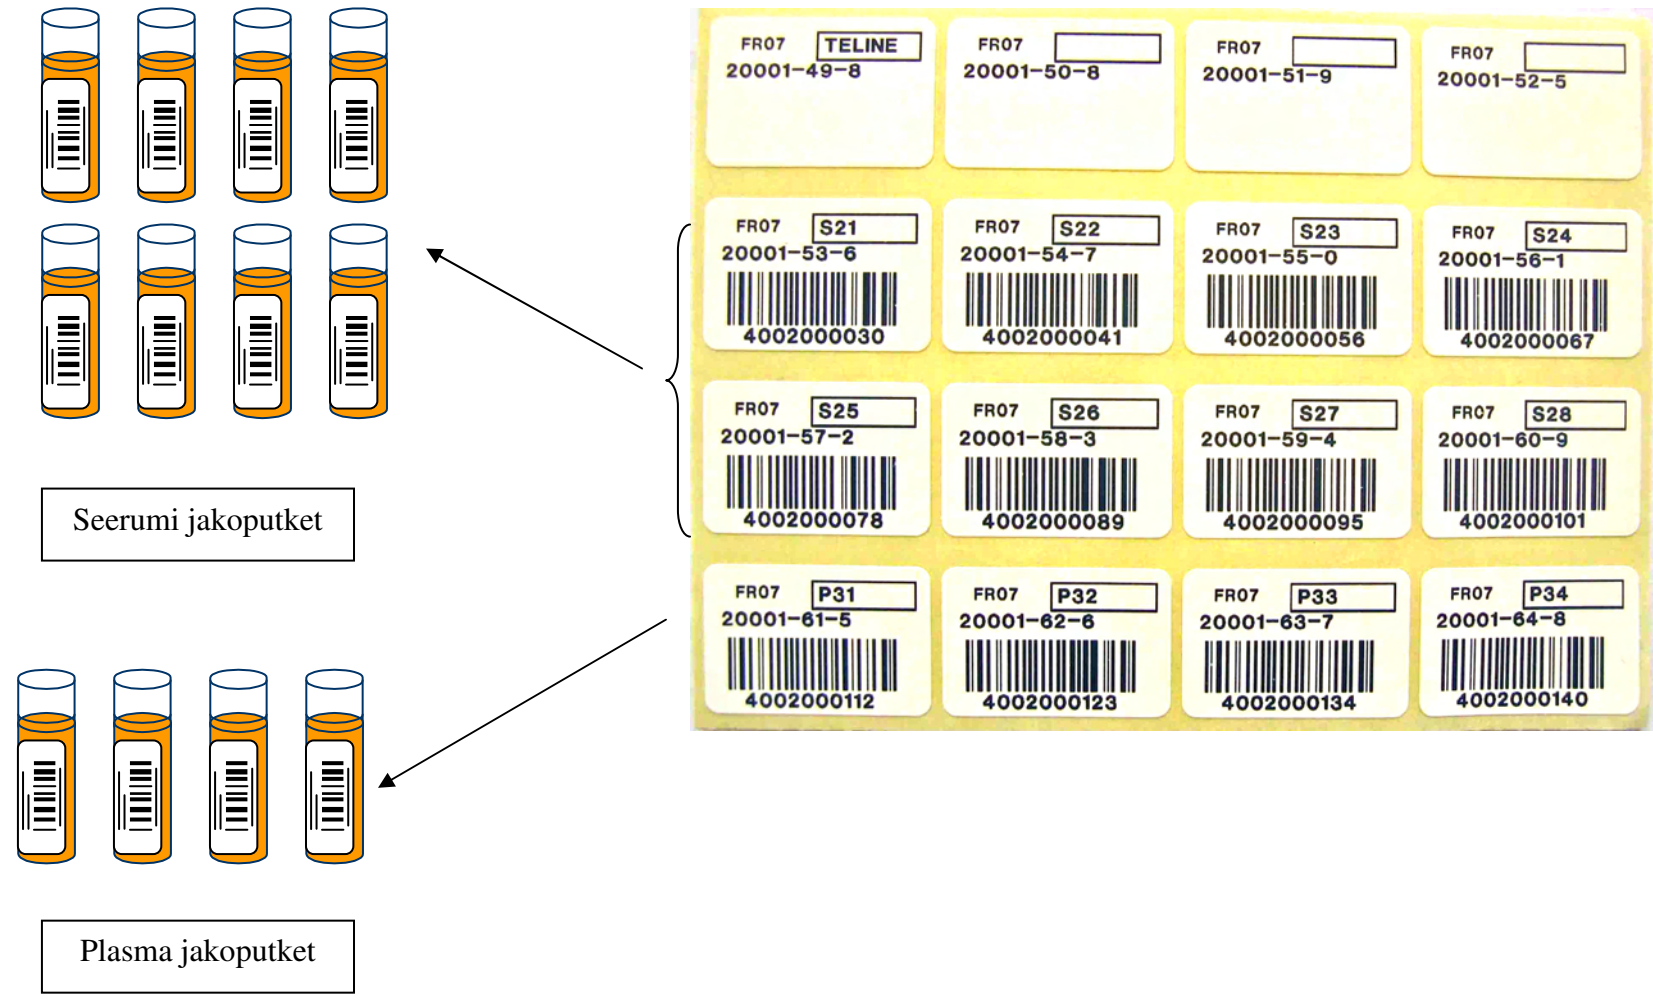 FR07 TELINE
20001-49-8
FR07
20001-50-8
FR07
20001-51-9
FR07
20001-52-5
FR07 S21
20001-53-6
4002000030
FR07 S22
20001-54-7
4002000041
FR07 S23
20001-55-0
4002000056
FR07 S24
20001-56-1
4002000067
FR07 S25
20001-57-2
4002000078
FR07 S26
20001-58-3
4002000089
FR07 S27
20001-59-4
4002000095
FR07 S28
20001-60-9
4002000101
Seerumi jakoputket
FR07 P31
20001-61-5
4002000112
FR07 P32
20001-62-6
4002000123
FR07 P33
20001-63-7
4002000134
FR07 P34
20001-64-8
4002000140
Plasma jakoputket